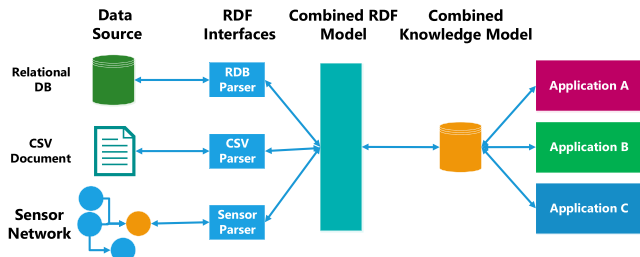 Data
Source
RDF
Interfaces
Combined RDF
Model
Combined
Knowledge Model
Relational
DB
RDB
Parser
Application A
CSV
Document
CSV
Parser
Application B
Sensor
Network
Sensor
Parser
Application C